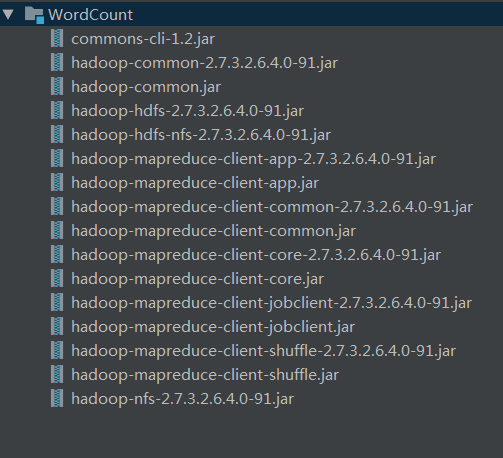 WordCount
commons-cli-1.2.jar
hadoop-common-2.7.3.2.6.4.0-91.jar
hadoop-common.jar
hadoop-hdfs-2.7.3.2.6.4.0-91.jar
hadoop-hdfs-nfs-2.7.3.2.6.4.0-91.jar
hadoop-mapreduce-client-app-2.7.3.2.6.4.0-91.jar
hadoop-mapreduce-client-app.jar
hadoop-mapreduce-client-common-2.7.3.2.6.4.0-91.jar
hadoop-mapreduce-client-common.jar
hadoop-mapreduce-client-core-2.7.3.2.6.4.0-91.jar
hadoop-mapreduce-client-core.jar
hadoop-mapreduce-client-jobclient-2.7.3.2.6.4.0-91.jar
hadoop-mapreduce-client-jobclient.jar
hadoop-mapreduce-client-shuffle-2.7.3.2.6.4.0-91.jar
hadoop-mapreduce-client-shuffle.jar
hadoop-nfs-2.7.3.2.6.4.0-91.jar